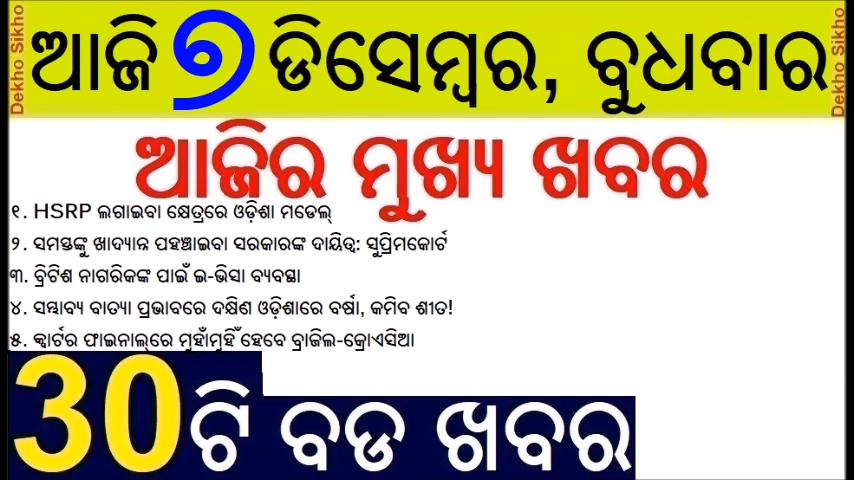 ଆଜି ୭ ଡିସେମ୍ବର, ବୁଧବାର
Dekho Sikho
Dekho Sikho
ଆଜିର ମୁଖ୍ୟ ଖବର
୧. HSRP ଲଗାଇବା କ୍ଷେତ୍ରରେ ଓଡ଼ିଶା ମଡେଲ୍
୨. ସମସ୍ତଙ୍କୁ ଖାଦ୍ୟାନ୍ନ ପହଞ୍ଚାଇବା ସରକାରଙ୍କ ଦାୟିତ୍ୱ: ସୁପ୍ରିମକୋର୍ଟ
୩. ବ୍ରିଟିଶ ନାଗରିକଙ୍କ ପାଇଁ ଇ-ଭିସା ବ୍ୟବସ୍ଥା
୪. ସମ୍ଭାବ୍ୟ ବାତ୍ୟା ପ୍ରଭାବରେ ଦକ୍ଷିଣ ଓଡ଼ିଶାରେ ବର୍ଷା, କମିବ ଶୀତ!
୫. କ୍ୱାର୍ଟର ଫାଇନାଲ୍‌ରେ ମୁହାଁମୁହିଁ ହେବେ ବ୍ରାଜିଲ-କ୍ରୋଏସିଆ
30ଟି ବଡ ଖବର